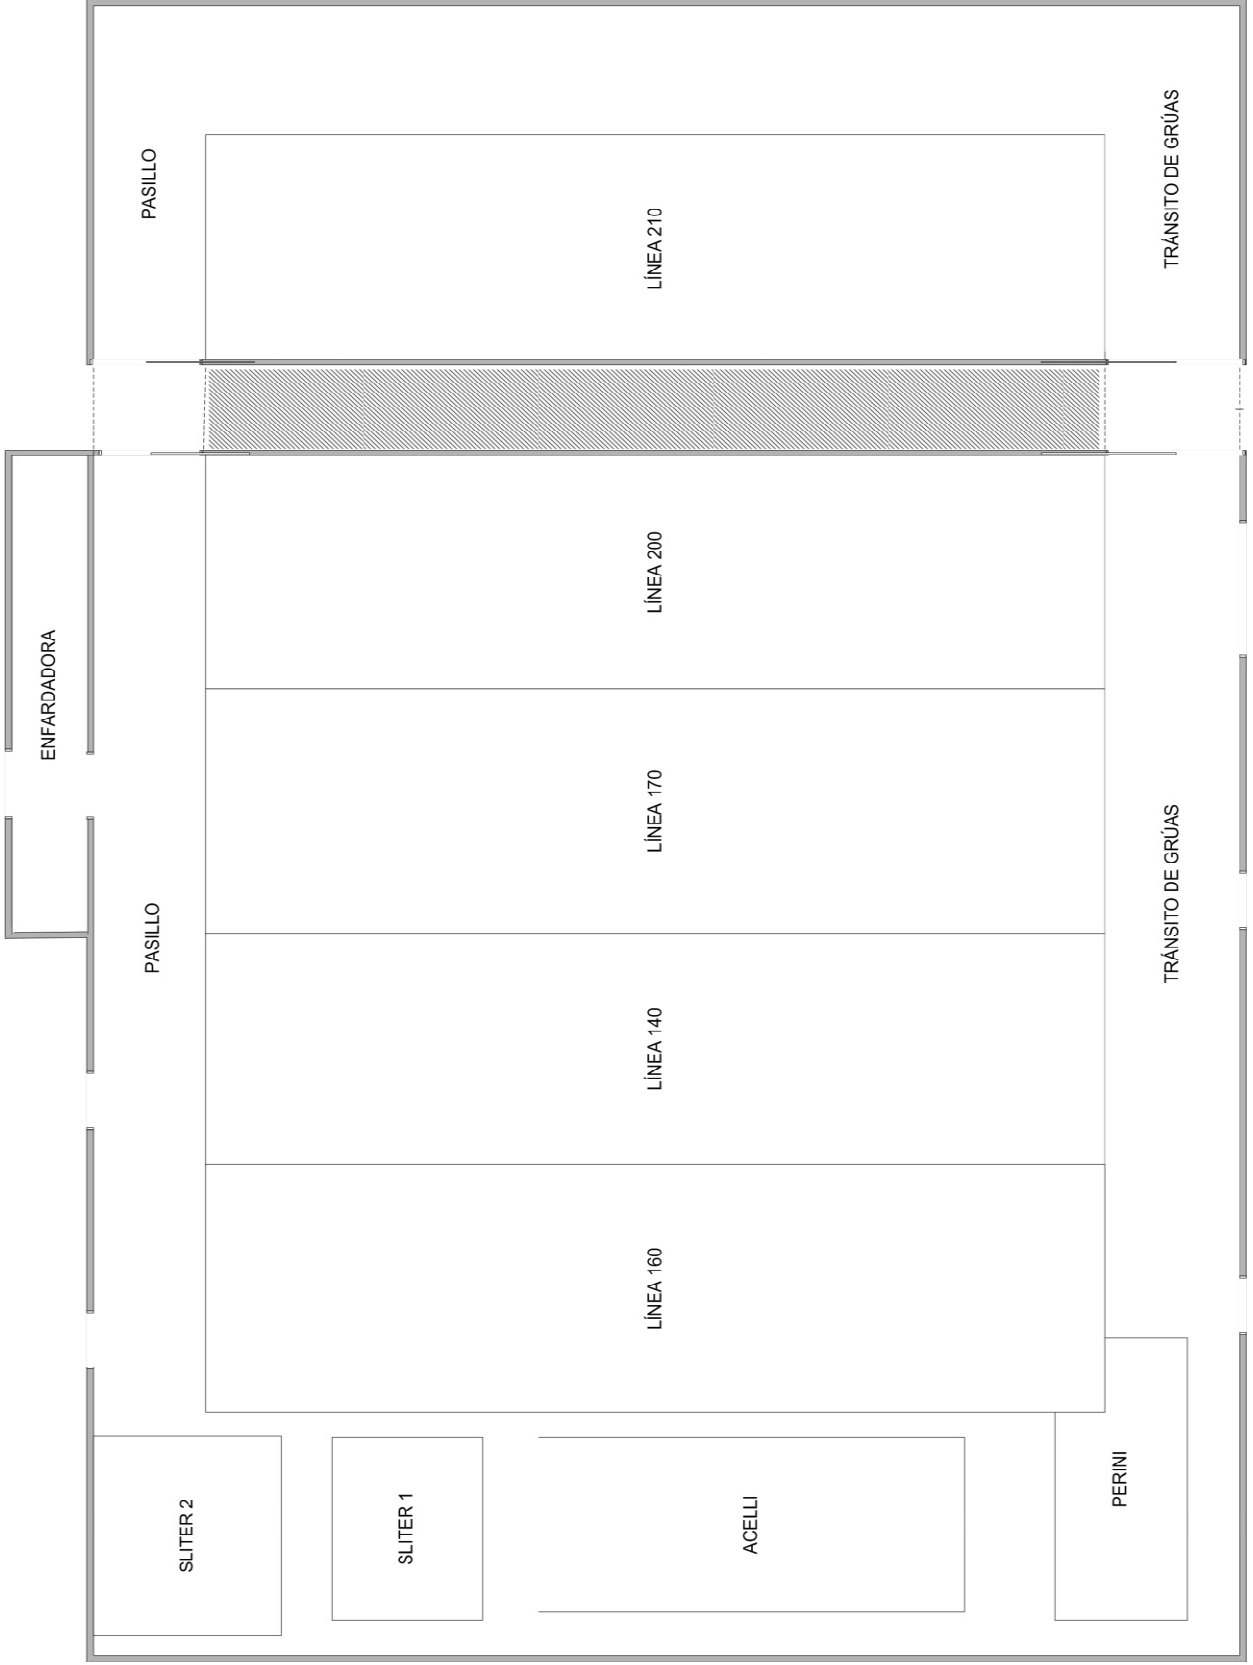 PASILLO
TRÁNSITO DE GRÚAS
LÍNEA 210
LÍNEA 200
ENFARDADORA
LÍNEA 170
TRÁNSITO DE GRÚAS
PASILLO
LÍNEA 140
LÍNEA 160
SLITER 2
SLITER 1
ACELLI
PERINI